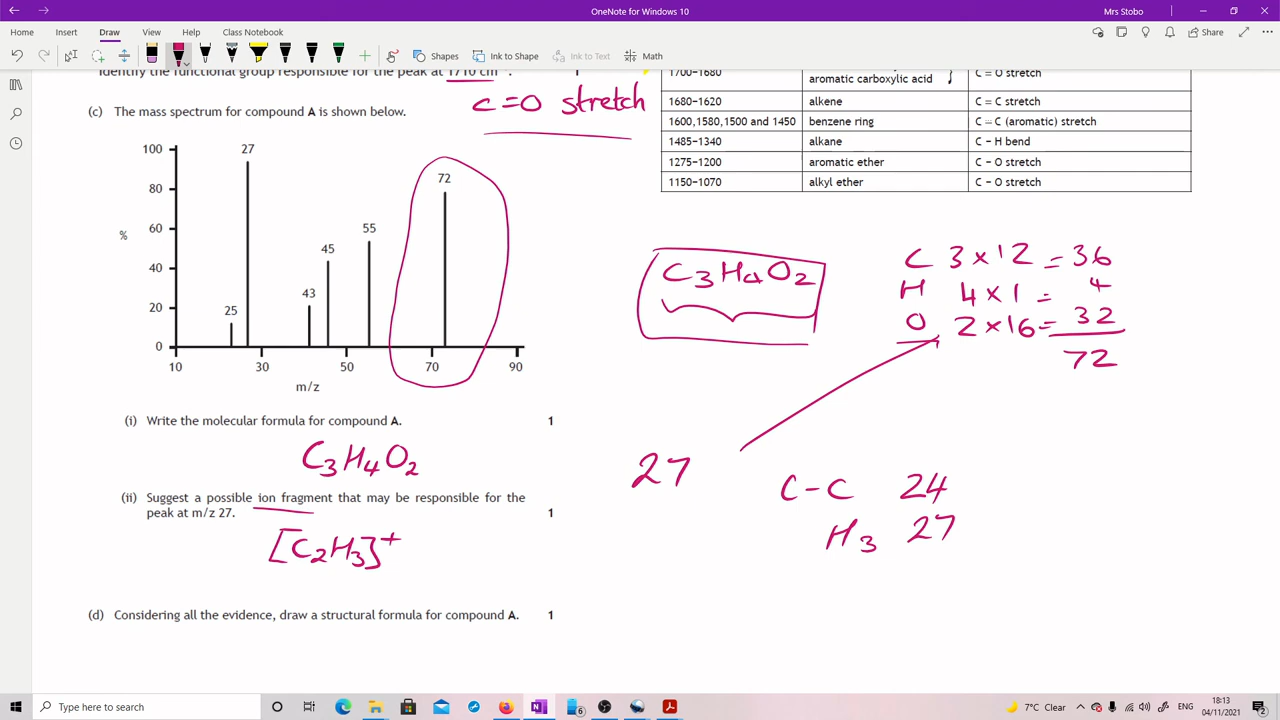 OneNote for Windows 10
Mrs Stobo
Home Insert Draw View Help Class Notebook
Share
Shapes
Ink to Shape
Ink to Text
Math
Identify the functional group responsible for the peak at 1710 cm⁻¹. 1
C=O stretch
(c) The mass spectrum for compound A is shown below.
100
80
60
%
40
20
0
27
72
55
45
43
25
10 30 50 70 90
m/z
(i) Write the molecular formula for compound A. 1
C₃H₄O₂
(ii) Suggest a possible ion fragment that may be responsible for the
peak at m/z 27. 1
[C₂H₃]⁺
(d) Considering all the evidence, draw a structural formula for compound A. 1
1700−1680 C = O stretch
aromatic carboxylic acid
1680−1620 alkene C = C stretch
1600,1580,1500 and 1450 benzene ring C ┄ C (aromatic) stretch
1485−1340 alkane C − H bend
1275−1200 aromatic ether C − O stretch
1150−1070 alkyl ether C − O stretch
C₃H₄O₂
C 3×12 = 36
H 4×1 = 4
O 2×16= 32
72
27
C-C 24
H₃ 27
Type here to search
6
7°C Clear
ENG
18:13
04/11/2021
2